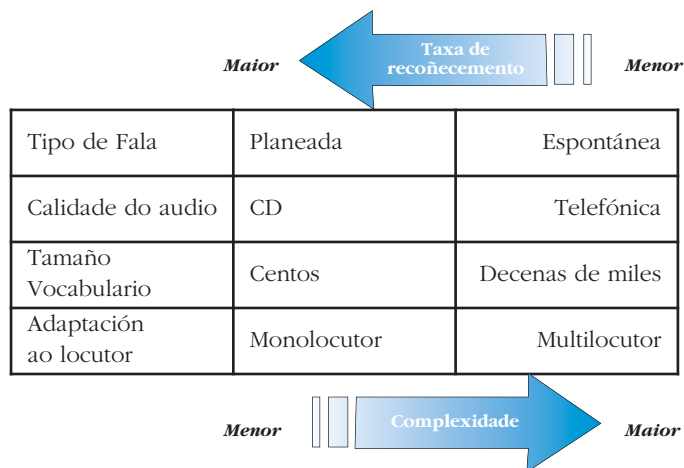 Maior
Taxa de
recoñecemento
Menor
Tipo de Fala
Planeada
Espontánea
Calidade do audio
CD
Telefónica
Tamaño
Vocabulario
Centos
Decenas de miles
Adaptación
ao locutor
Monolocutor
Multilocutor
Menor
Complexidade
Maior